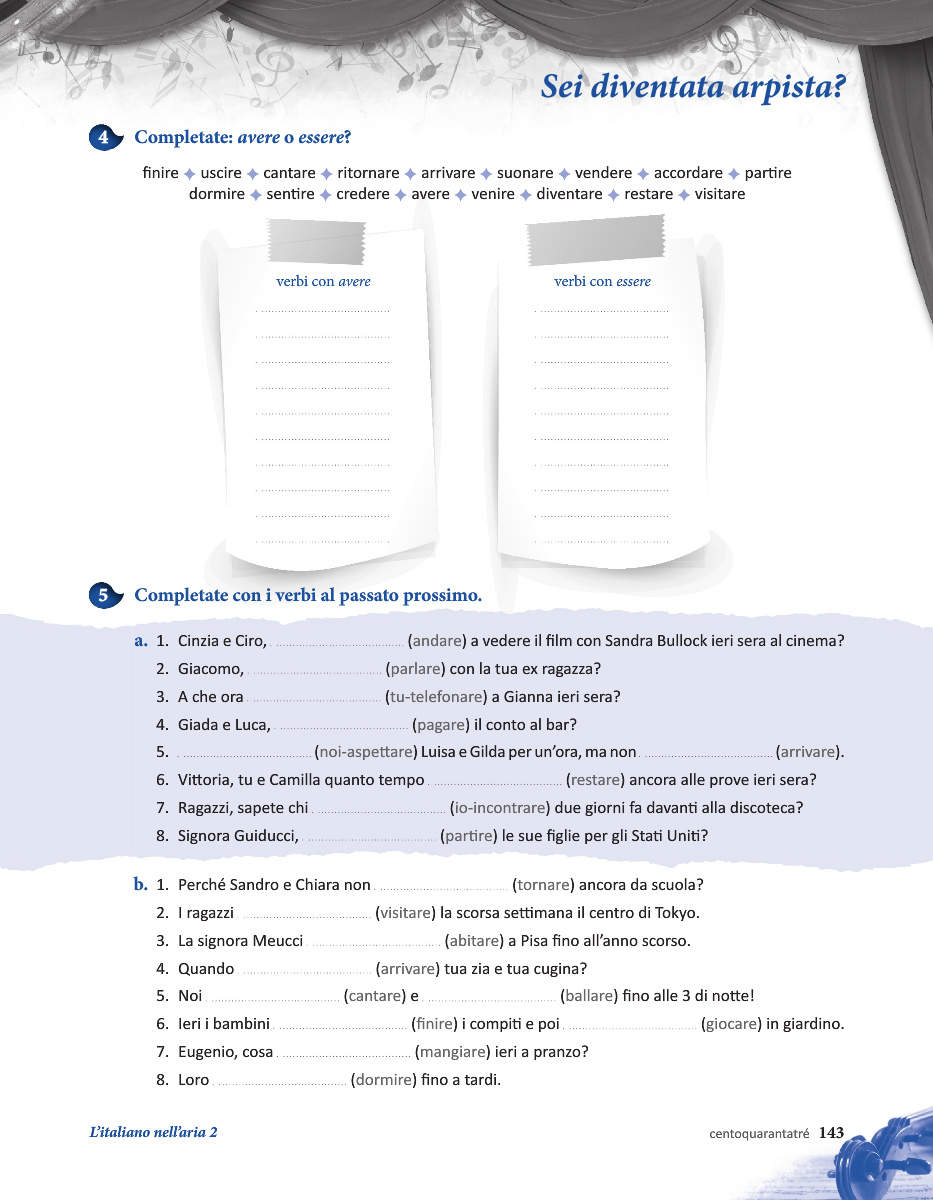 Sei diventata arpista?
4 Completate: avere o essere?
finire ✦ uscire ✦ cantare ✦ ritornare ✦ arrivare ✦ suonare ✦ vendere ✦ accordare ✦ partire
dormire ✦ sentire ✦ credere ✦ avere ✦ venire ✦ diventare ✦ restare ✦ visitare
verbi con avere
verbi con essere
5 Completate con i verbi al passato prossimo.
a. 1. Cinzia e Ciro, .................... (andare) a vedere il film con Sandra Bullock ieri sera al cinema?
2. Giacomo, .................... (parlare) con la tua ex ragazza?
3. A che ora .................... (tu-telefonare) a Gianna ieri sera?
4. Giada e Luca, .................... (pagare) il conto al bar?
5. .................... (noi-aspettare) Luisa e Gilda per un'ora, ma non .................... (arrivare).
6. Vittoria, tu e Camilla quanto tempo .................... (restare) ancora alle prove ieri sera?
7. Ragazzi, sapete chi .................... (io-incontrare) due giorni fa davanti alla discoteca?
8. Signora Guiducci, .................... (partire) le sue figlie per gli Stati Uniti?
b. 1. Perché Sandro e Chiara non .................... (tornare) ancora da scuola?
2. I ragazzi .................... (visitare) la scorsa settimana il centro di Tokyo.
3. La signora Meucci .................... (abitare) a Pisa fino all'anno scorso.
4. Quando .................... (arrivare) tua zia e tua cugina?
5. Noi .................... (cantare) e .................... (ballare) fino alle 3 di notte!
6. Ieri i bambini .................... (finire) i compiti e poi .................... (giocare) in giardino.
7. Eugenio, cosa .................... (mangiare) ieri a pranzo?
8. Loro .................... (dormire) fino a tardi.
L'italiano nell'aria 2
centoquarantatré 143